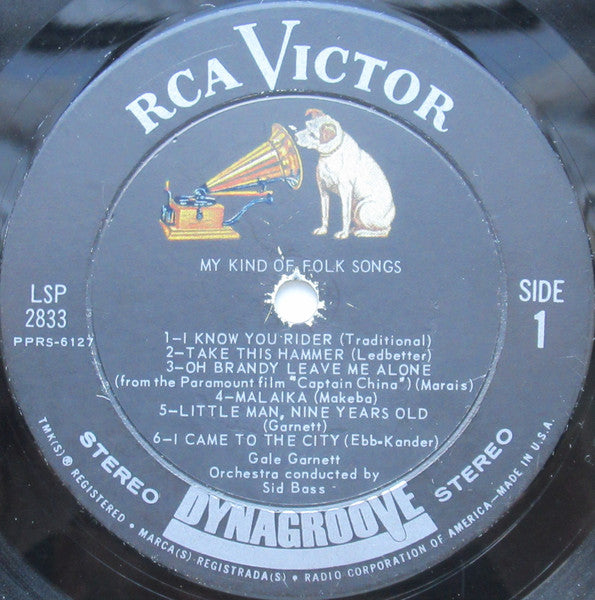 RCA VICTOR
MY KIND OF FOLK SONGS
LSP
2833
PPRS-6127
SIDE
1
1—I KNOW YOU RIDER (Traditional)
2—TAKE THIS HAMMER (Ledbetter)
3—OH BRANDY LEAVE ME ALONE
(from the Paramount film "Captain China") (Marais)
4—MALAIKA (Makeba)
5—LITTLE MAN, NINE YEARS OLD
(Garnett)
6—I CAME TO THE CITY (Ebb-Kander)
Gale Garnett
Orchestra conducted by
Sid Bass
STEREO
DYNAGROOVE
STEREO
TMK(S) ® REGISTERED • MARCA(S) REGISTRADA(S) • RADIO CORPORATION OF AMERICA—MADE IN U.S.A.